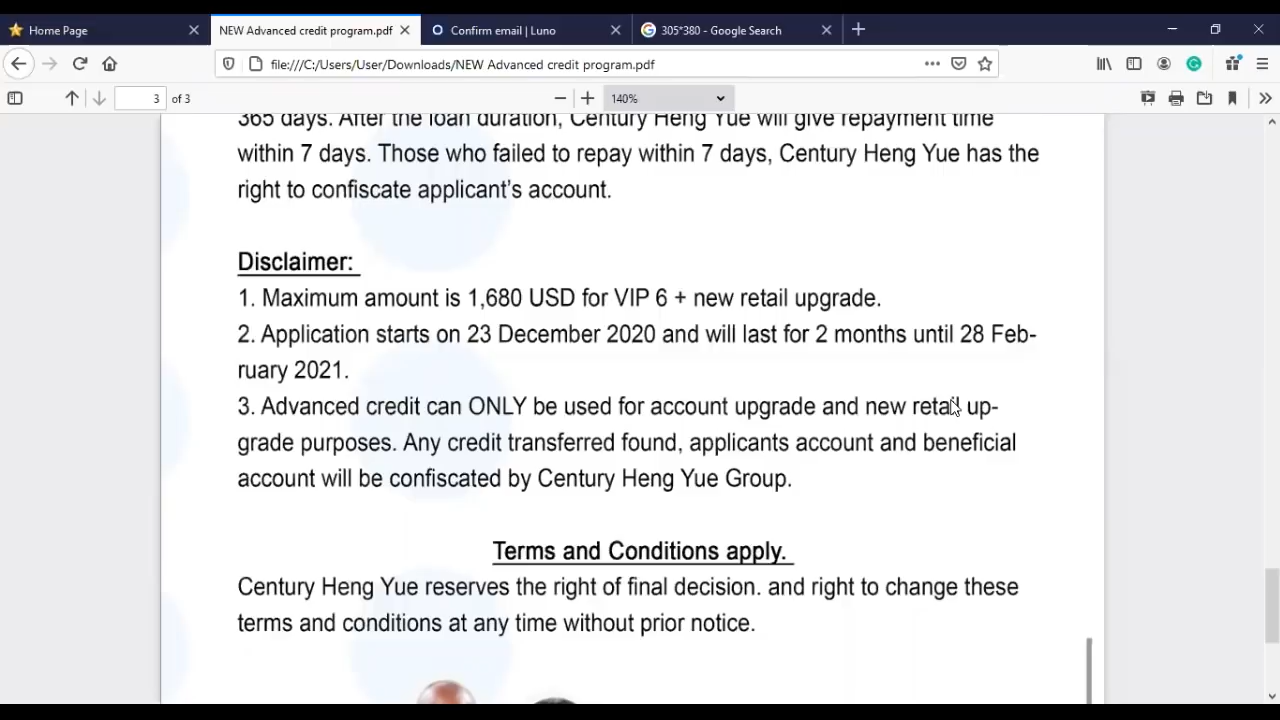 Home Page
NEW Advanced credit program.pdf
Confirm email | Luno
305*380 - Google Search
file:///C:/Users/User/Downloads/NEW Advanced credit program.pdf
3 of 3
140%
365 days. After the loan duration, Century Heng Yue will give repayment time
within 7 days. Those who failed to repay within 7 days, Century Heng Yue has the
right to confiscate applicant's account.
Disclaimer:
1. Maximum amount is 1,680 USD for VIP 6 + new retail upgrade.
2. Application starts on 23 December 2020 and will last for 2 months until 28 Feb-
ruary 2021.
3. Advanced credit can ONLY be used for account upgrade and new retail up-
grade purposes. Any credit transferred found, applicants account and beneficial
account will be confiscated by Century Heng Yue Group.
Terms and Conditions apply.
Century Heng Yue reserves the right of final decision. and right to change these
terms and conditions at any time without prior notice.